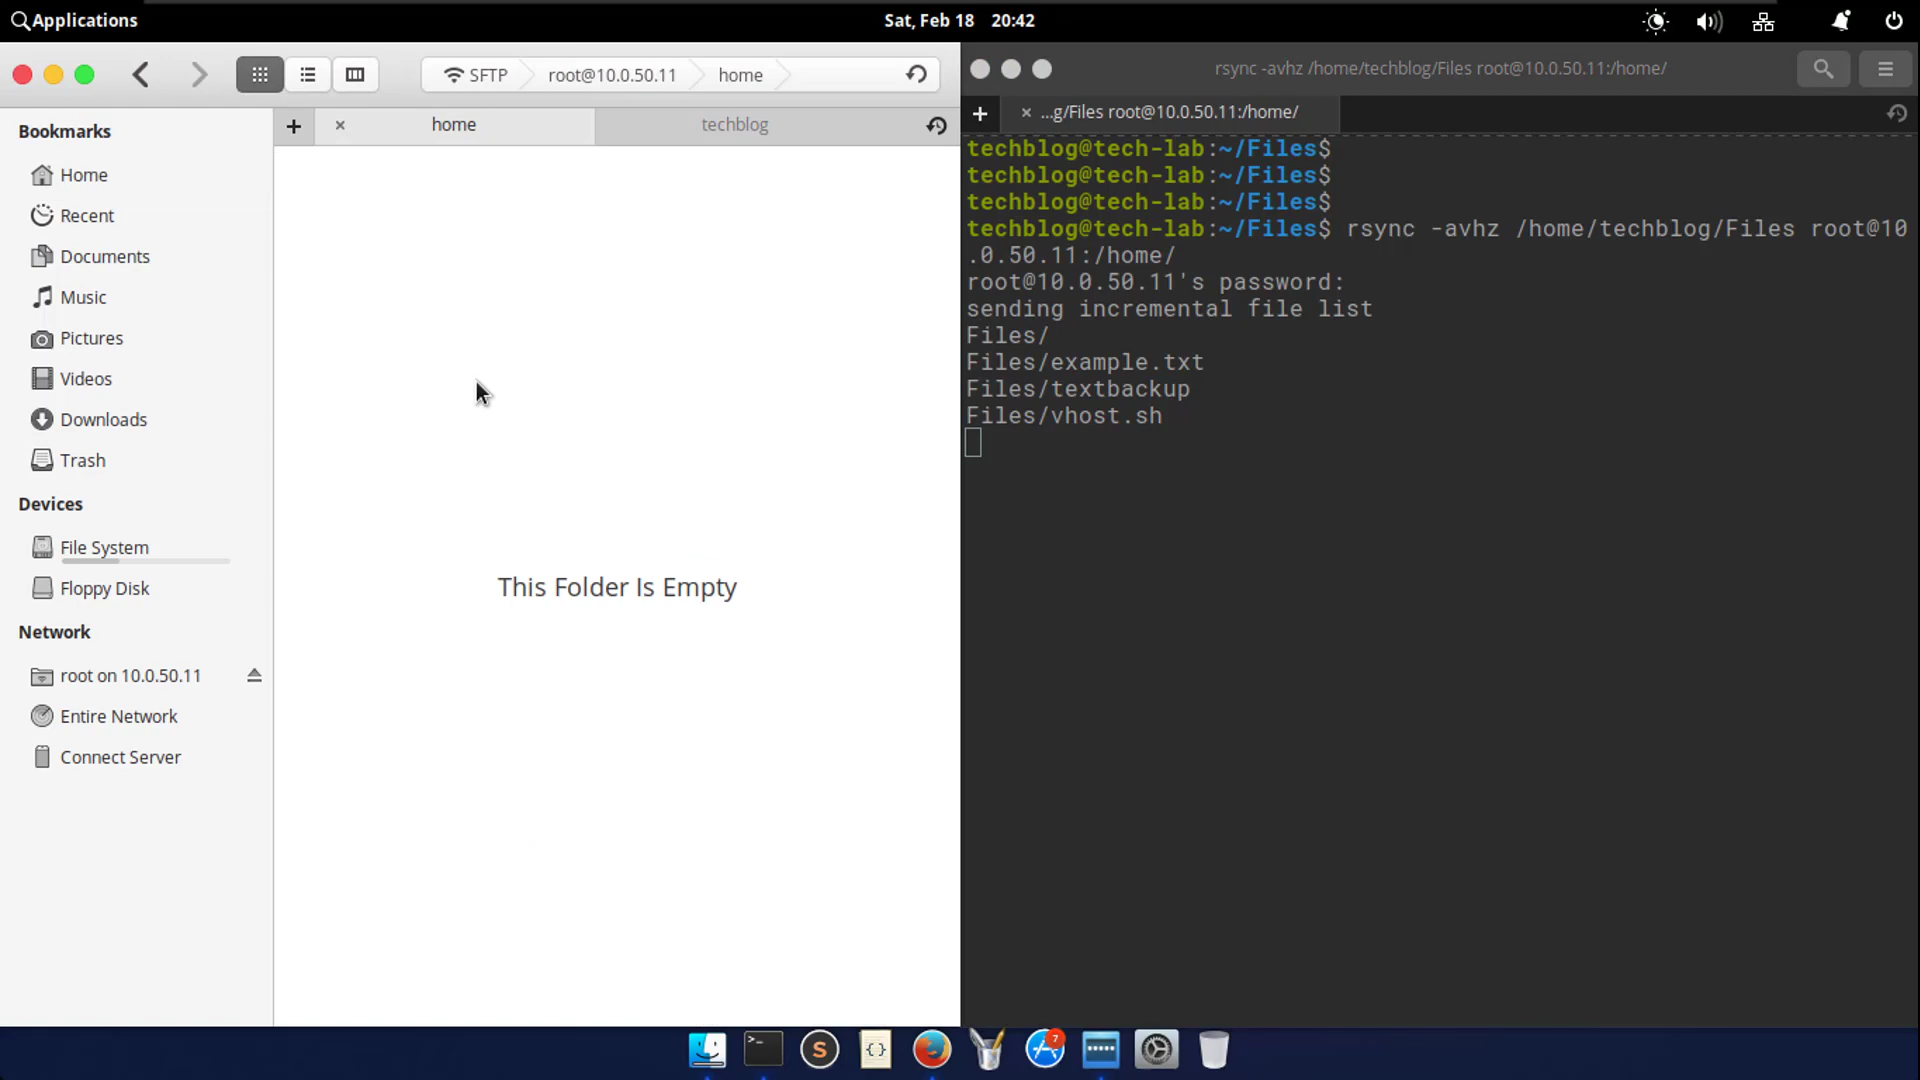 Applications
Sat, Feb 18 20:42
SFTP
root@10.0.50.11
home
rsync -avhz /home/techblog/Files root@10.0.50.11:/home/
home
techblog
...g/Files root@10.0.50.11:/home/
Bookmarks
Home
Recent
Documents
Music
Pictures
Videos
Downloads
Trash
Devices
File System
Floppy Disk
Network
root on 10.0.50.11
Entire Network
Connect Server
This Folder Is Empty
techblog@tech-lab:~/Files$
techblog@tech-lab:~/Files$
techblog@tech-lab:~/Files$
techblog@tech-lab:~/Files$ rsync -avhz /home/techblog/Files root@10
.0.50.11:/home/
root@10.0.50.11's password:
sending incremental file list
Files/
Files/example.txt
Files/textbackup
Files/vhost.sh
>_
S
{}
7